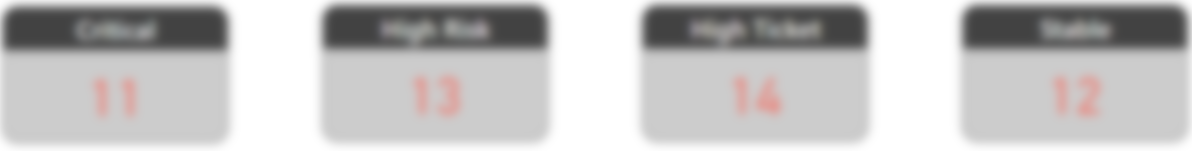 Critical
High Risk
High Ticket
Stable
11
13
14
12